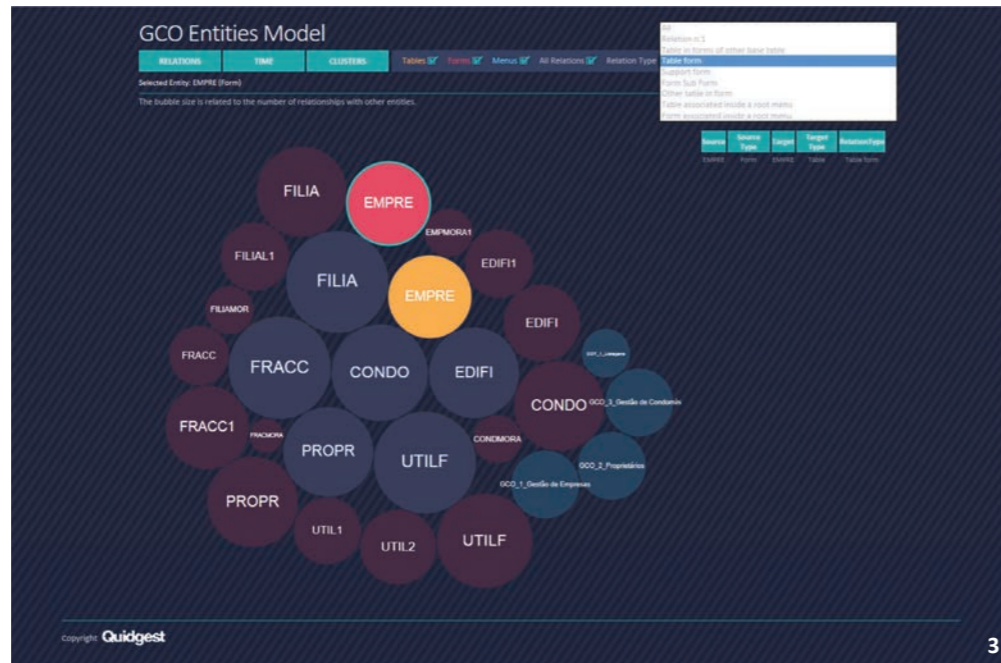 GCO Entities Model
RELATIONS TIME CLUSTERS Tables Forms Menus All Relations Relation Type
All
Relation n:1
Table in forms of other base table
Table form
Support form
Form Sub Form
Other table in form
Table associated inside a root menu
Form associated inside a root menu
Selected Entity: EMPRE (Form)
The bubble size is related to the number of relationships with other entities.
Source Source Type Target Target Type RelationType
EMPRE Form EMPRE Table Table form
FILIA
EMPRE
EMPMORA1
FILIAL1
EDIFI1
FILIA
EMPRE
FILIAMOR
EDIFI
FRACC
FRACC
CONDO
EDIFI
CONDO
GCO_3_Gestão de Condomín
FRACC1
FRACMORA
CONDMORA
PROPR
UTILF
GCO_2_Proprietários
GCO_1_Gestão de Empresas
PROPR
UTIL1
UTIL2
UTILF
Copyright Quidgest
3